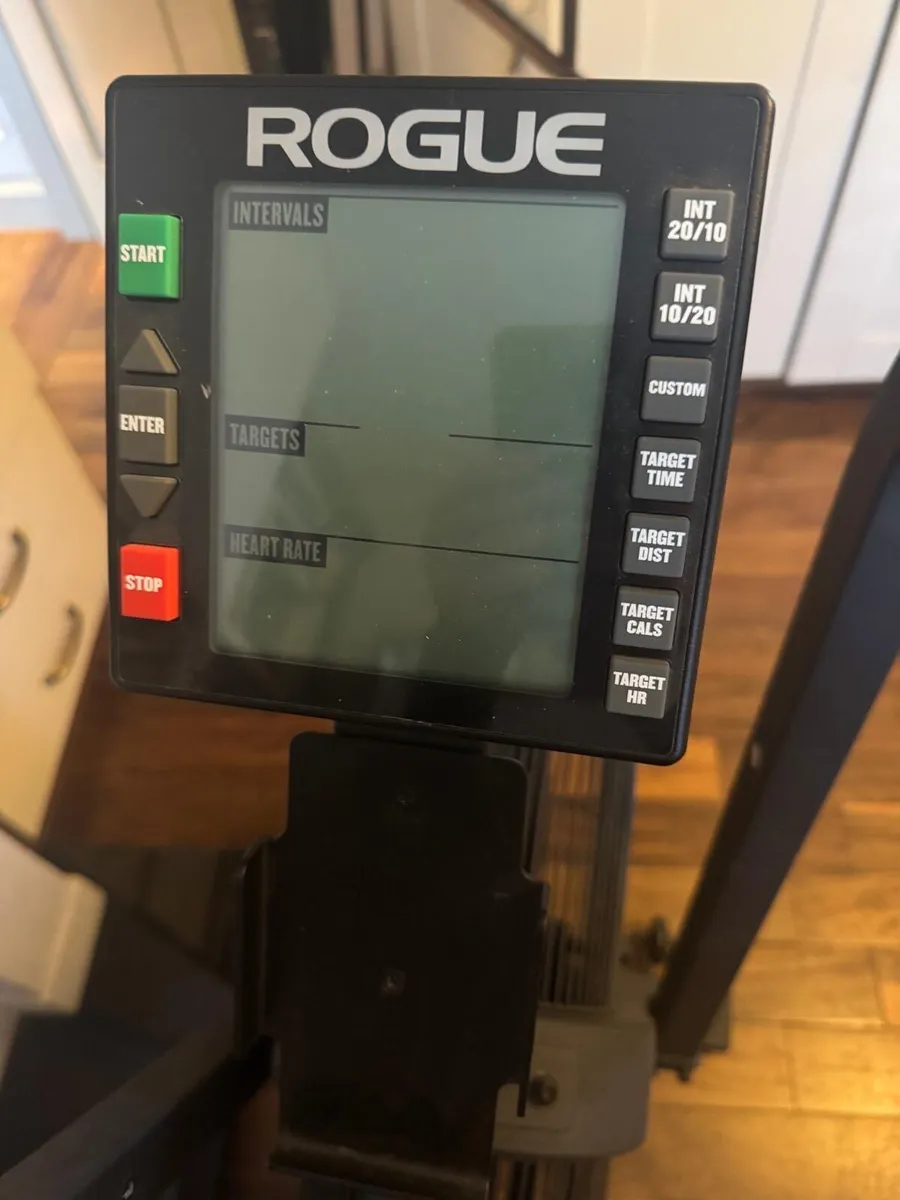 ROGUE
INTERVALS
TARGETS
HEART RATE
START
ENTER
STOP
INT
20/10
INT
10/20
CUSTOM
TARGET
TIME
TARGET
DIST
TARGET
CALS
TARGET
HR